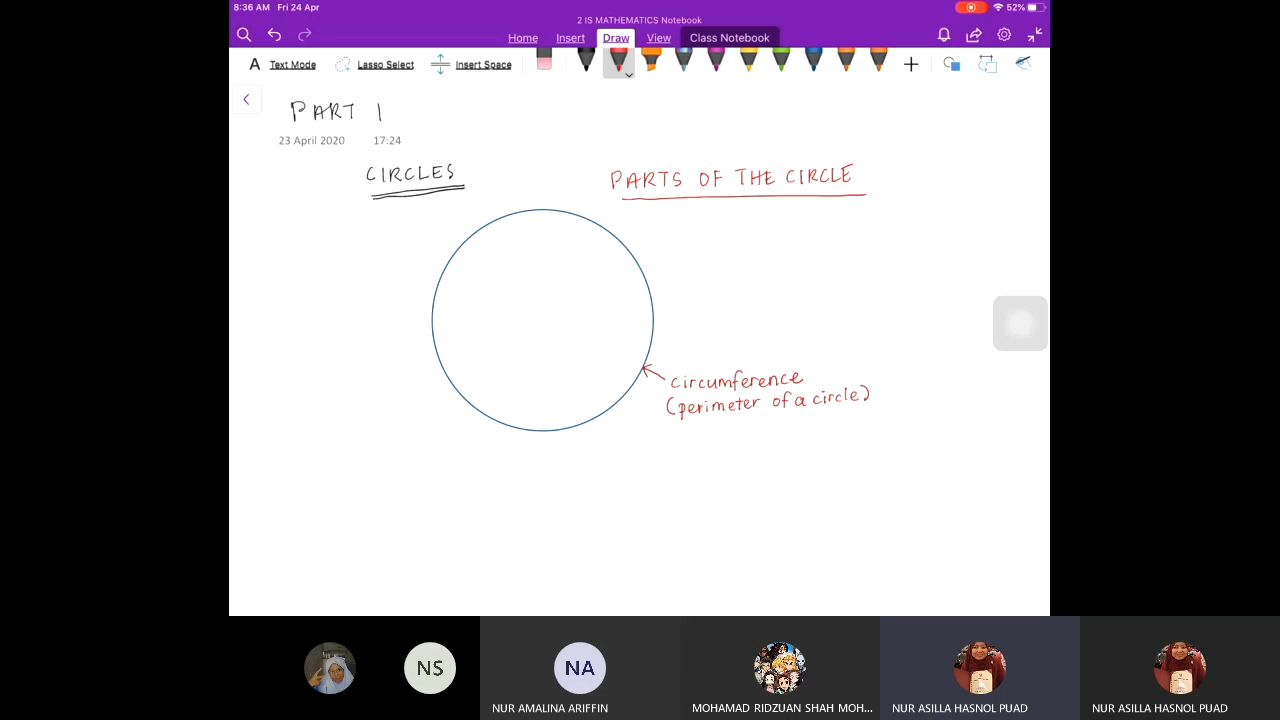 8:36 AM Fri 24 Apr
52%
2 IS MATHEMATICS Notebook
Home Insert Draw View Class Notebook
A Text Mode Lasso Select Insert Space
PART 1
23 April 2020 17:24
CIRCLES
PARTS OF THE CIRCLE
circumference
(perimeter of a circle)
NS
NA
NUR AMALINA ARIFFIN
MOHAMAD RIDZUAN SHAH MOH...
NUR ASILLA HASNOL PUAD
NUR ASILLA HASNOL PUAD